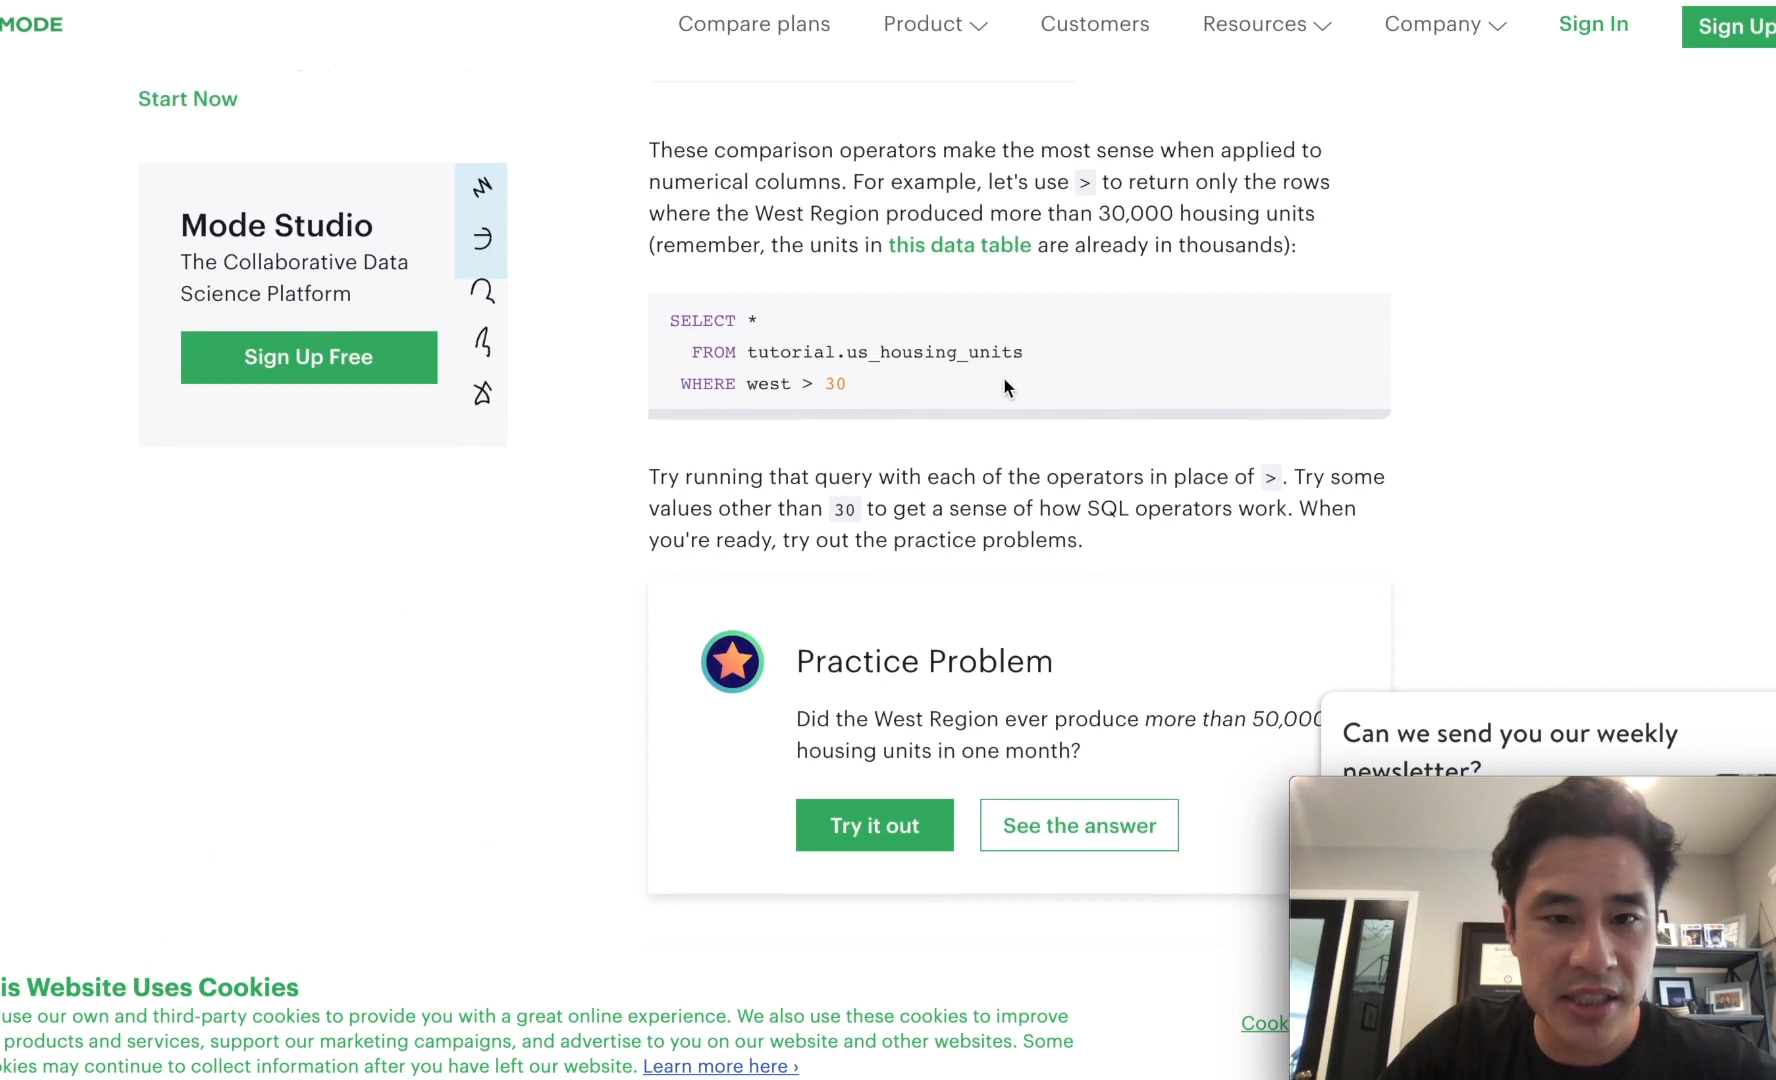 MODE
Compare plans
Product
Customers
Resources
Company
Sign In
Sign Up
Start Now
Mode Studio
The Collaborative Data
Science Platform
Sign Up Free
These comparison operators make the most sense when applied to
numerical columns. For example, let's use > to return only the rows
where the West Region produced more than 30,000 housing units
(remember, the units in this data table are already in thousands):
SELECT *
FROM tutorial.us_housing_units
WHERE west > 30
Try running that query with each of the operators in place of >. Try some
values other than 30 to get a sense of how SQL operators work. When
you're ready, try out the practice problems.
Practice Problem
Did the West Region ever produce more than 50,000
housing units in one month?
Try it out
See the answer
Can we send you our weekly
newsletter?
is Website Uses Cookies
use our own and third-party cookies to provide you with a great online experience. We also use these cookies to improve
products and services, support our marketing campaigns, and advertise to you on our website and other websites. Some
kies may continue to collect information after you have left our website. Learn more here ›
Cook